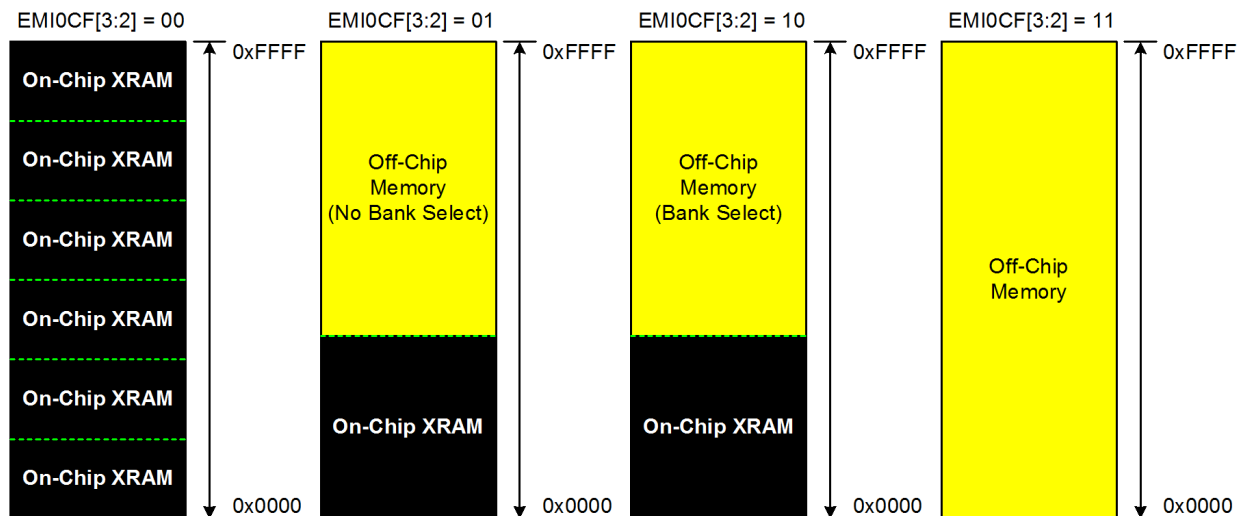 EMI0CF[3:2] = 00
EMI0CF[3:2] = 01
EMI0CF[3:2] = 10
EMI0CF[3:2] = 11
On-Chip XRAM
On-Chip XRAM
On-Chip XRAM
On-Chip XRAM
On-Chip XRAM
On-Chip XRAM
0xFFFF
0x0000
Off-Chip
Memory
(No Bank Select)
On-Chip XRAM
0xFFFF
0x0000
Off-Chip
Memory
(Bank Select)
On-Chip XRAM
0xFFFF
0x0000
Off-Chip
Memory
0xFFFF
0x0000